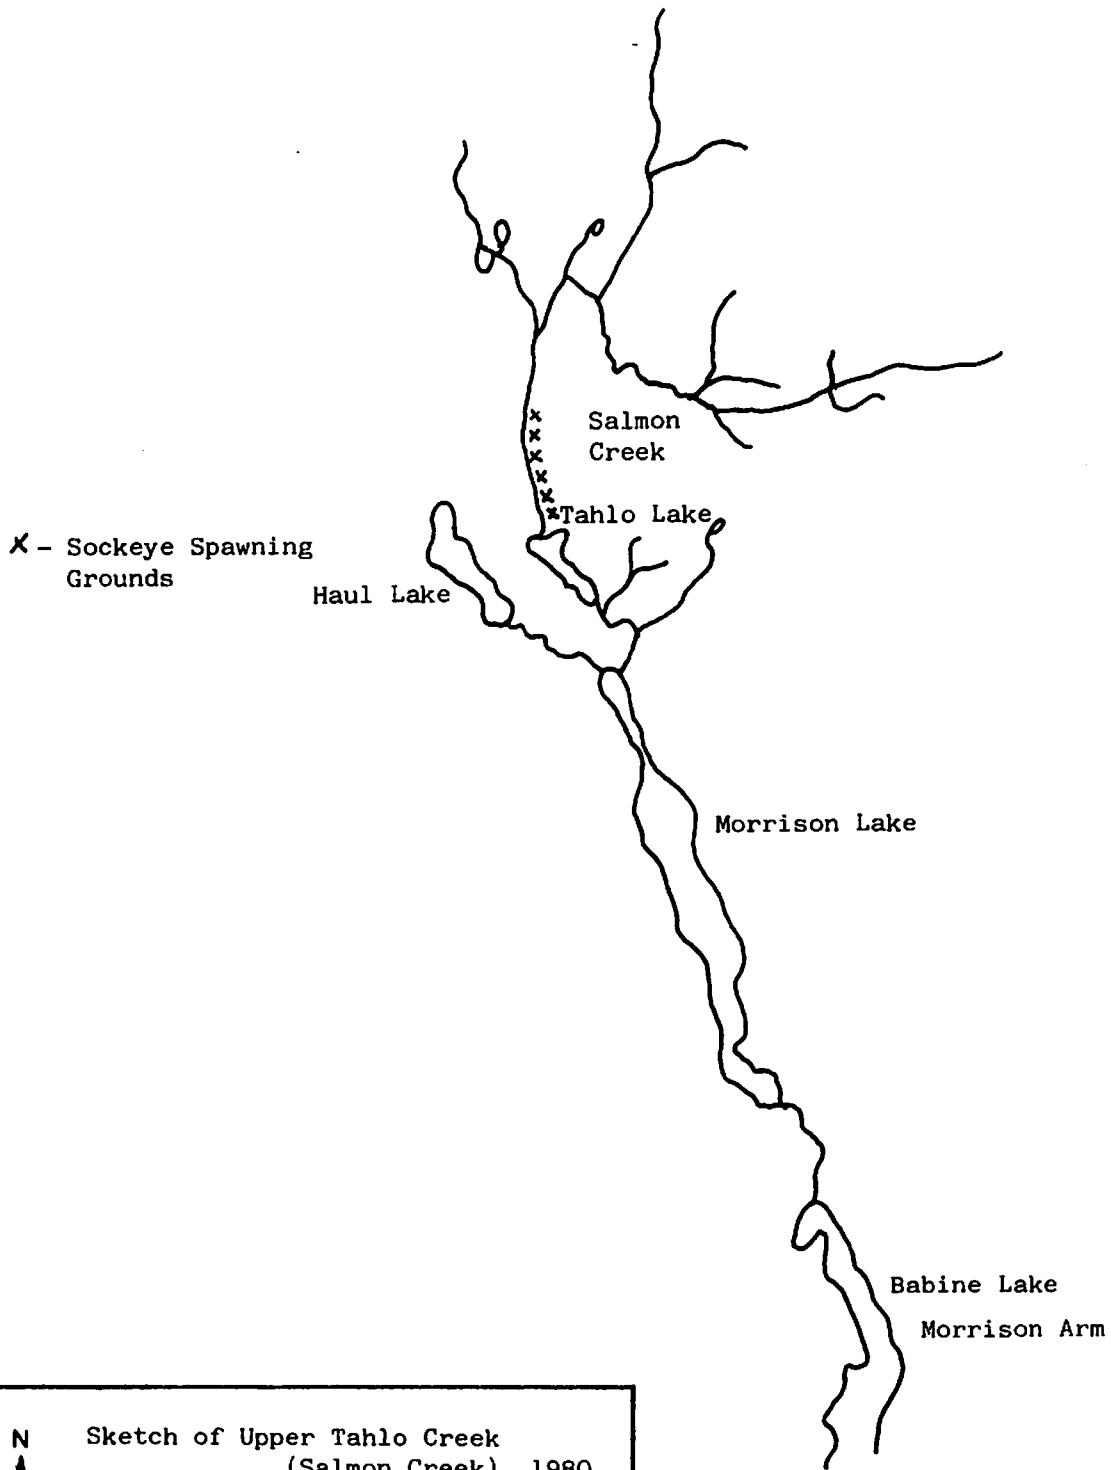 Salmon
Creek
Tahlo Lake
X - Sockeye Spawning
Grounds
Haul Lake
Morrison Lake
Babine Lake
Morrison Arm
N
Sketch of Upper Tahlo Creek
(Salmon Creek) 1980